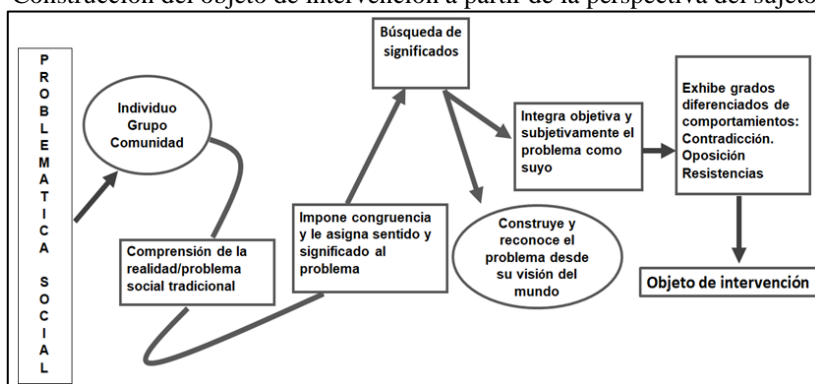 Construcción del objeto de intervención a partir de la perspectiva del sujeto
PROBLEMATICA SOCIAL
Individuo
Grupo
Comunidad
Comprensión de la
realidad/problema
social tradicional
Impone congruencia
y le asigna sentido y
significado al
problema
Búsqueda de
significados
Construye y
reconoce el
problema desde
su visión del
mundo
Integra objetiva y
subjetivamente el
problema como
suyo
Exhibe grados
diferenciados de
comportamientos:
Contradicción.
Oposición
Resistencias
Objeto de intervención